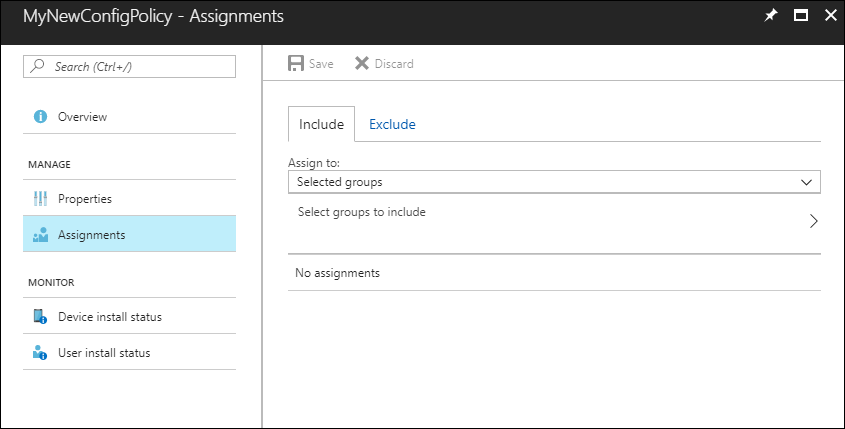 MyNewConfigPolicy - Assignments
Search (Ctrl+/)
Overview
MANAGE
Properties
Assignments
MONITOR
Device install status
User install status
Save Discard
Include Exclude
Assign to:
Selected groups
Select groups to include
No assignments